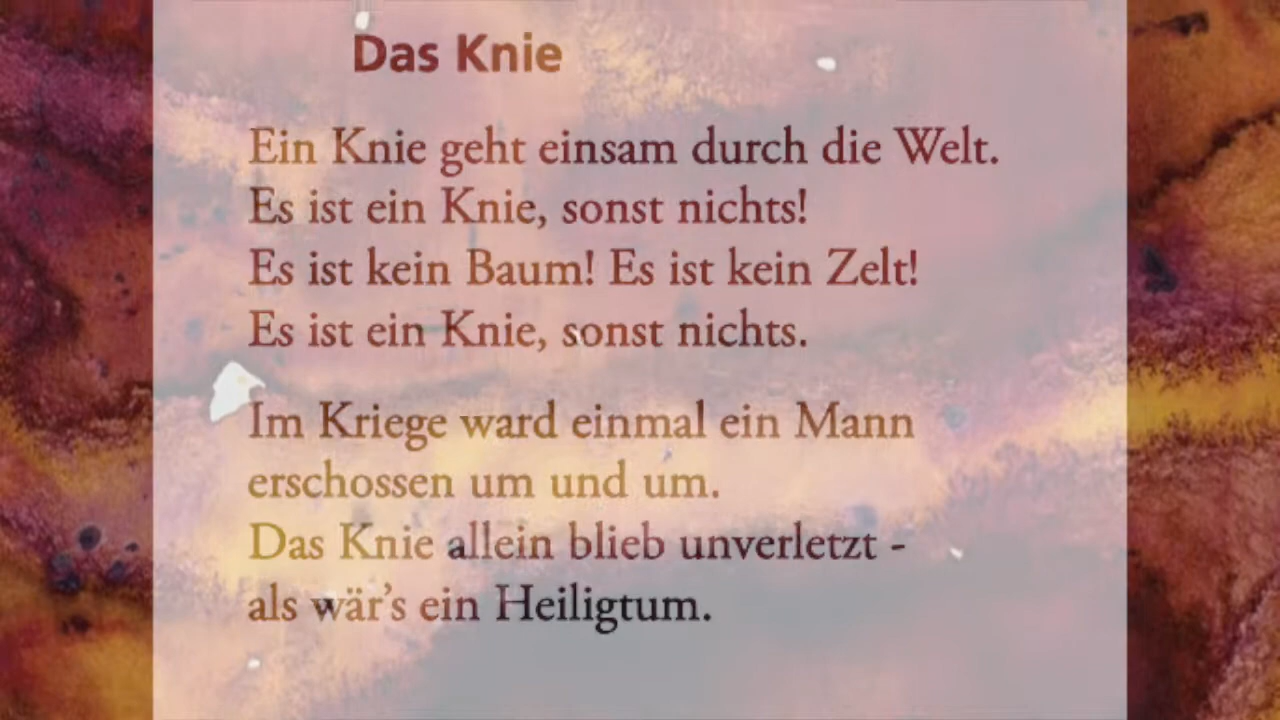 Das Knie
Ein Knie geht einsam durch die Welt.
Es ist ein Knie, sonst nichts!
Es ist kein Baum! Es ist kein Zelt!
Es ist ein Knie, sonst nichts.
Im Kriege ward einmal ein Mann
erschossen um und um.
Das Knie allein blieb unverletzt -
als wär's ein Heiligtum.